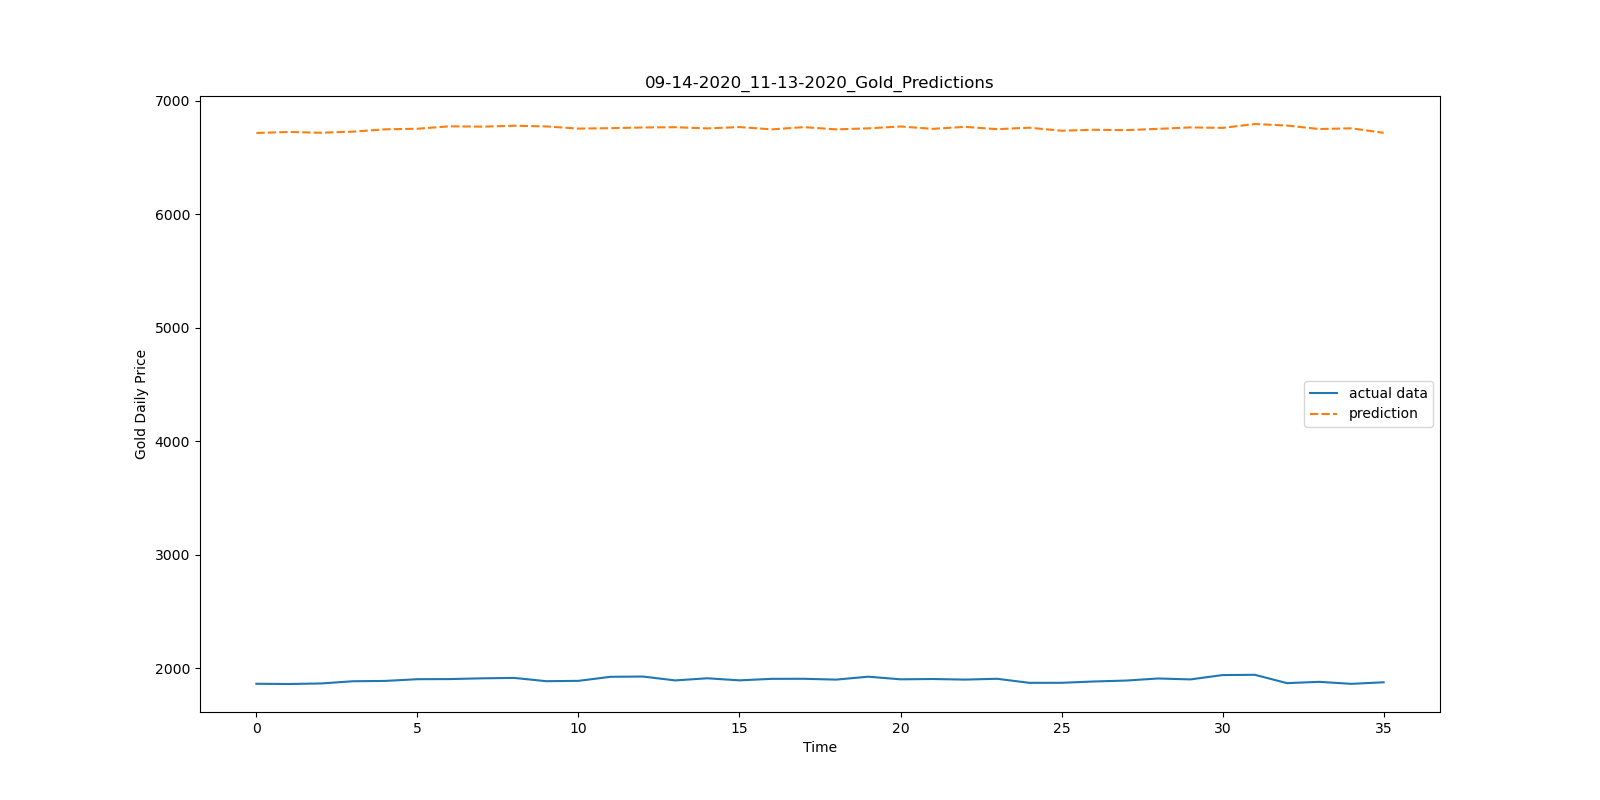 09-14-2020_11-13-2020_Gold_Predictions
7000
6000
5000
4000
3000
2000
Gold Daily Price
actual data
prediction
0 5 10 15 20 25 30 35
Time